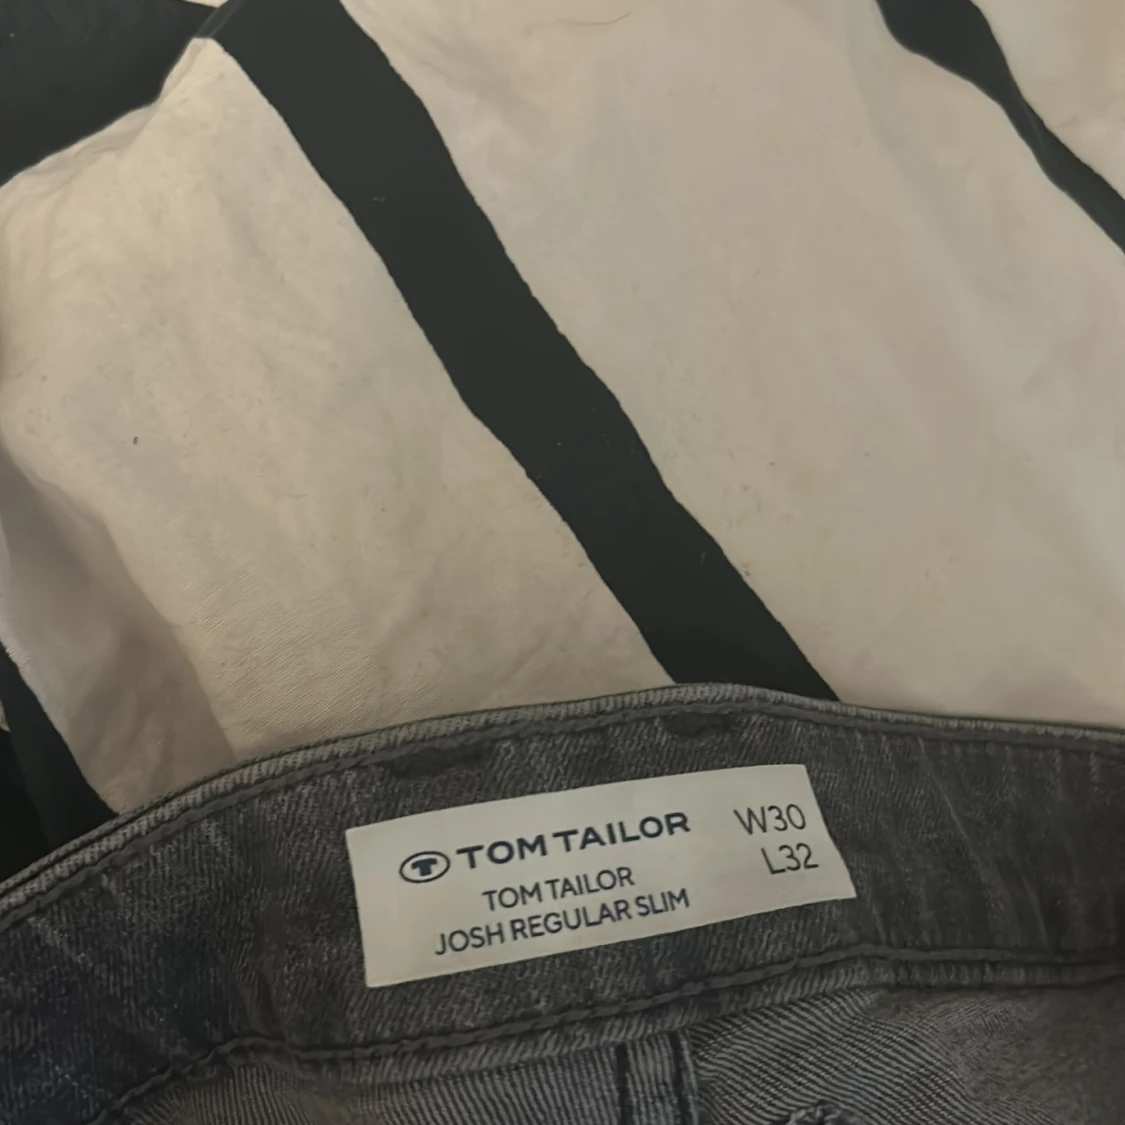 TOM TAILOR
TOM TAILOR
JOSH REGULAR SLIM
W30
L32